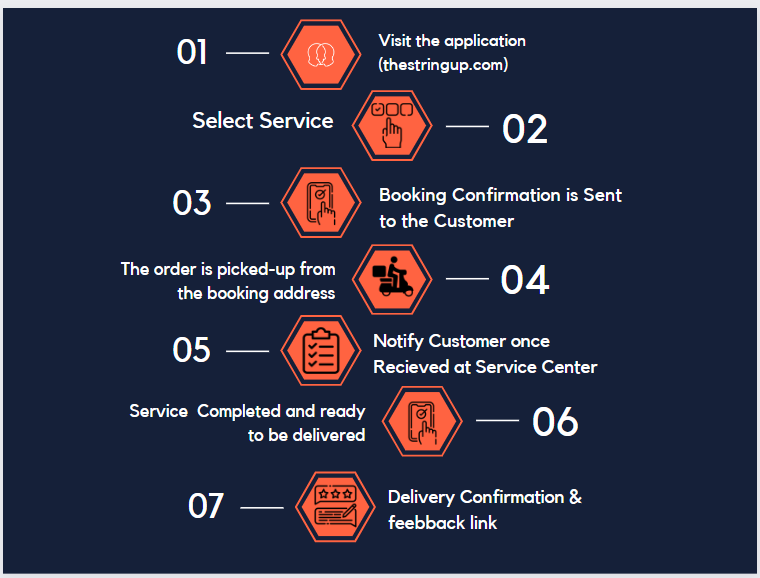 01
Visit the application
(thestringup.com)
Select Service
02
03
Booking Confirmation is Sent
to the Customer
The order is picked-up from
the booking address
04
05
Notify Customer once
Recieved at Service Center
Service Completed and ready
to be delivered
06
07
Delivery Confirmation &
feebback link